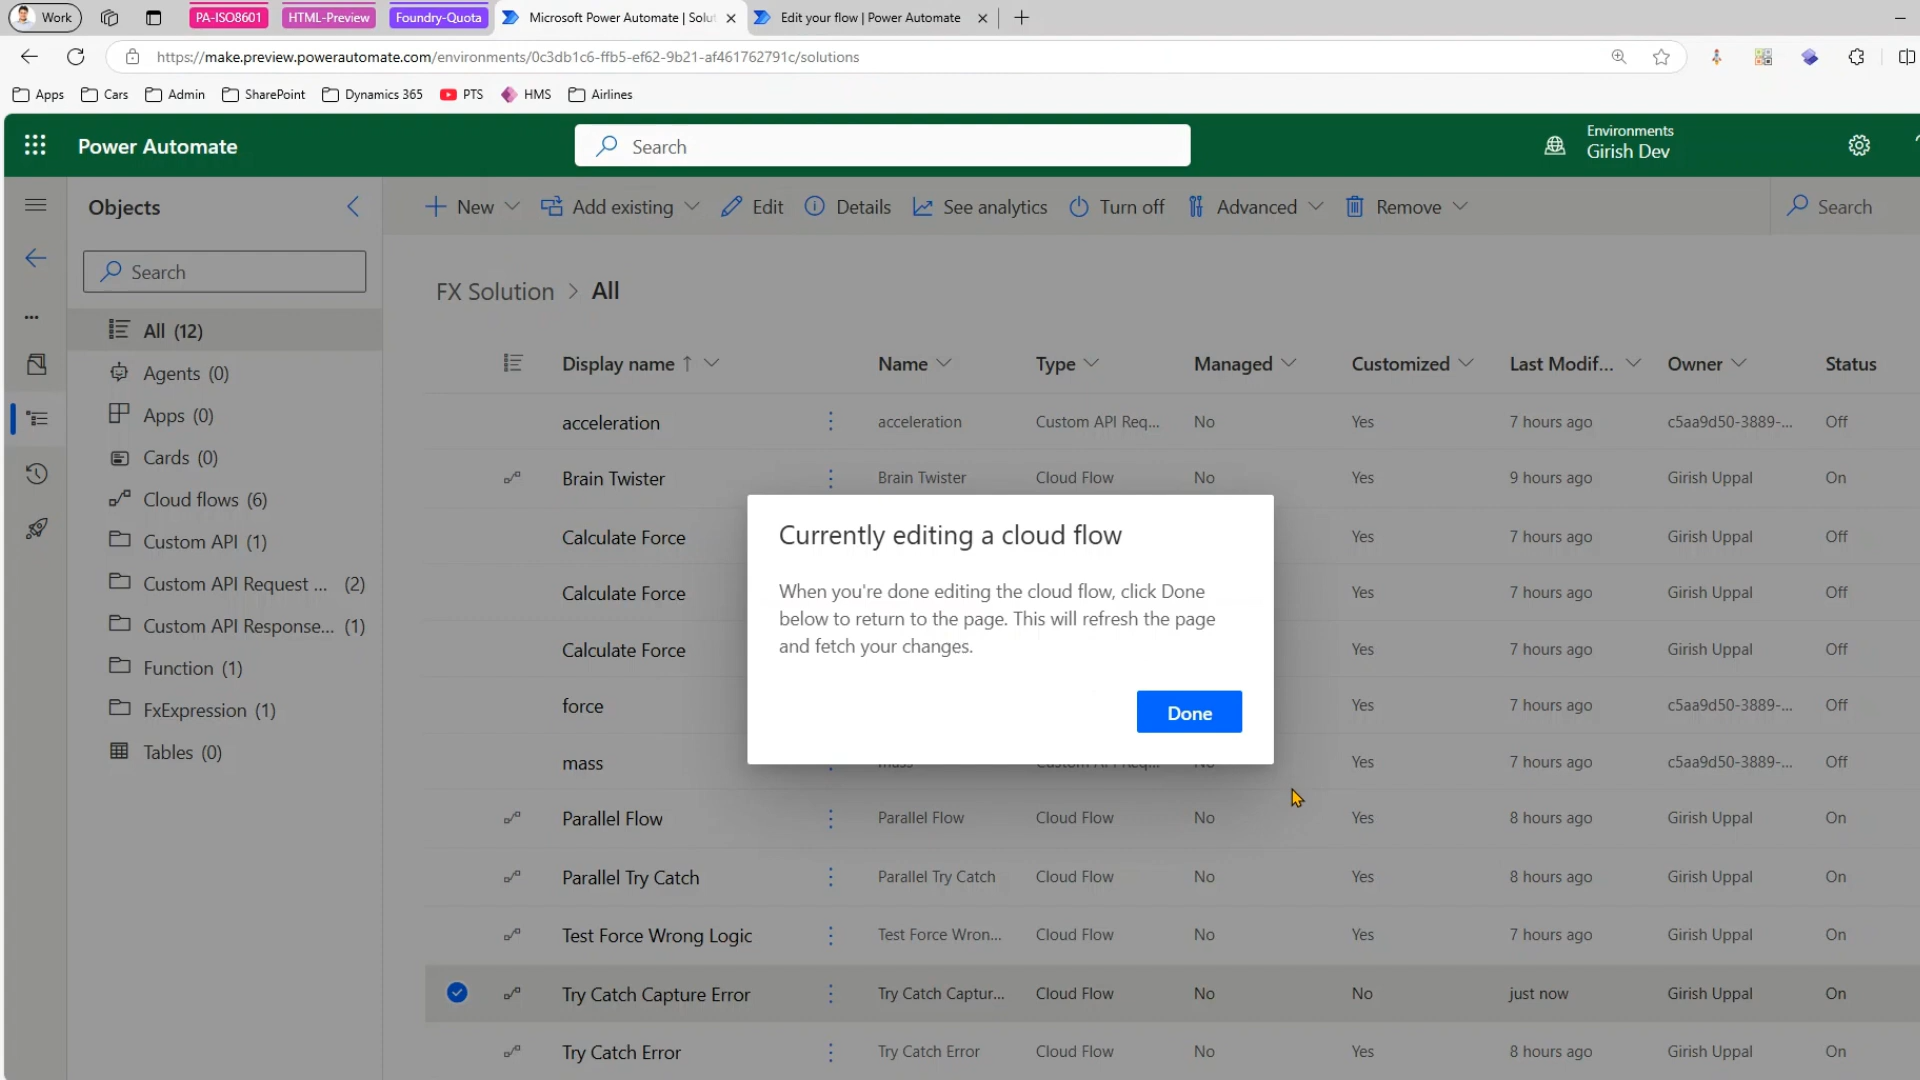 Work
PA-ISO8601
HTML-Preview
Foundry-Quota
Microsoft Power Automate | Solut
Edit your flow | Power Automate
https://make.preview.powerautomate.com/environments/0c3db1c6-ffb5-ef62-9b21-af461762791c/solutions
Apps Cars Admin SharePoint Dynamics 365 PTS HMS Airlines
Power Automate
Search
Environments
Girish Dev
Objects
New Add existing Edit Details See analytics Turn off Advanced Remove Search
Search
FX Solution > All
All (12)
Agents (0)
Apps (0)
Cards (0)
Cloud flows (6)
Custom API (1)
Custom API Request ... (2)
Custom API Response... (1)
Function (1)
FxExpression (1)
Tables (0)
Display name Name Type Managed Customized Last Modif... Owner Status
acceleration acceleration Custom API Req... No Yes 7 hours ago c5aa9d50-3889-... Off
Brain Twister Brain Twister Cloud Flow No Yes 9 hours ago Girish Uppal On
Calculate Force Yes 7 hours ago Girish Uppal Off
Calculate Force Yes 7 hours ago Girish Uppal Off
Calculate Force Yes 7 hours ago Girish Uppal Off
force Yes 7 hours ago c5aa9d50-3889-... Off
mass mass Custom API Req... No Yes 7 hours ago c5aa9d50-3889-... Off
Parallel Flow Parallel Flow Cloud Flow No Yes 8 hours ago Girish Uppal On
Parallel Try Catch Parallel Try Catch Cloud Flow No Yes 8 hours ago Girish Uppal On
Test Force Wrong Logic Test Force Wron... Cloud Flow No Yes 7 hours ago Girish Uppal On
Try Catch Capture Error Try Catch Captur... Cloud Flow No No just now Girish Uppal On
Try Catch Error Try Catch Error Cloud Flow No Yes 8 hours ago Girish Uppal On
Currently editing a cloud flow
When you're done editing the cloud flow, click Done
below to return to the page. This will refresh the page
and fetch your changes.
Done